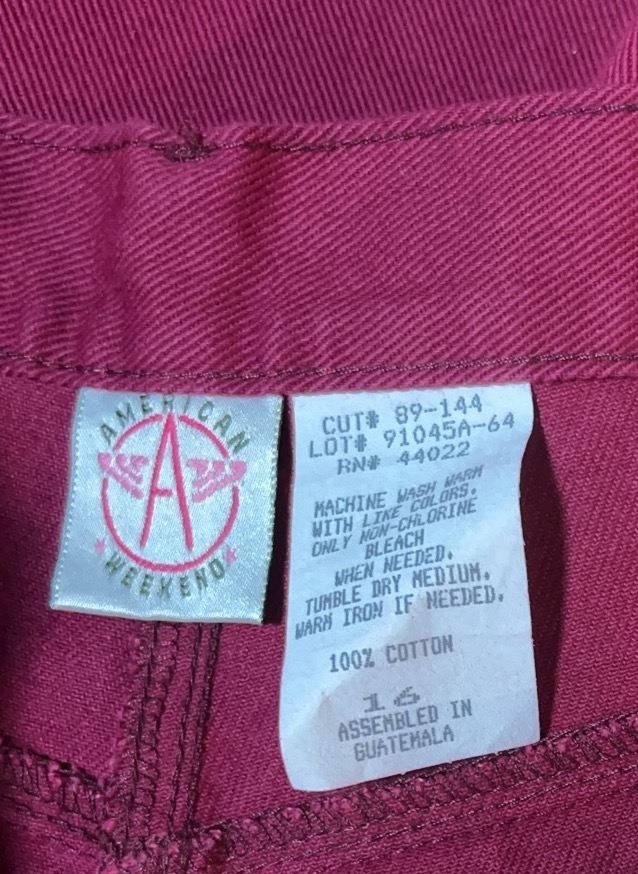 AMERICAN
A
WEEKEND
CUT# 89-144
LOT# 91045A-64
RN# 44022
MACHINE WASH WARM
WITH LIKE COLORS.
ONLY NON-CHLORINE
BLEACH
WHEN NEEDED.
TUMBLE DRY MEDIUM.
WARM IRON IF NEEDED.
100% COTTON
16
ASSEMBLED IN
GUATEMALA